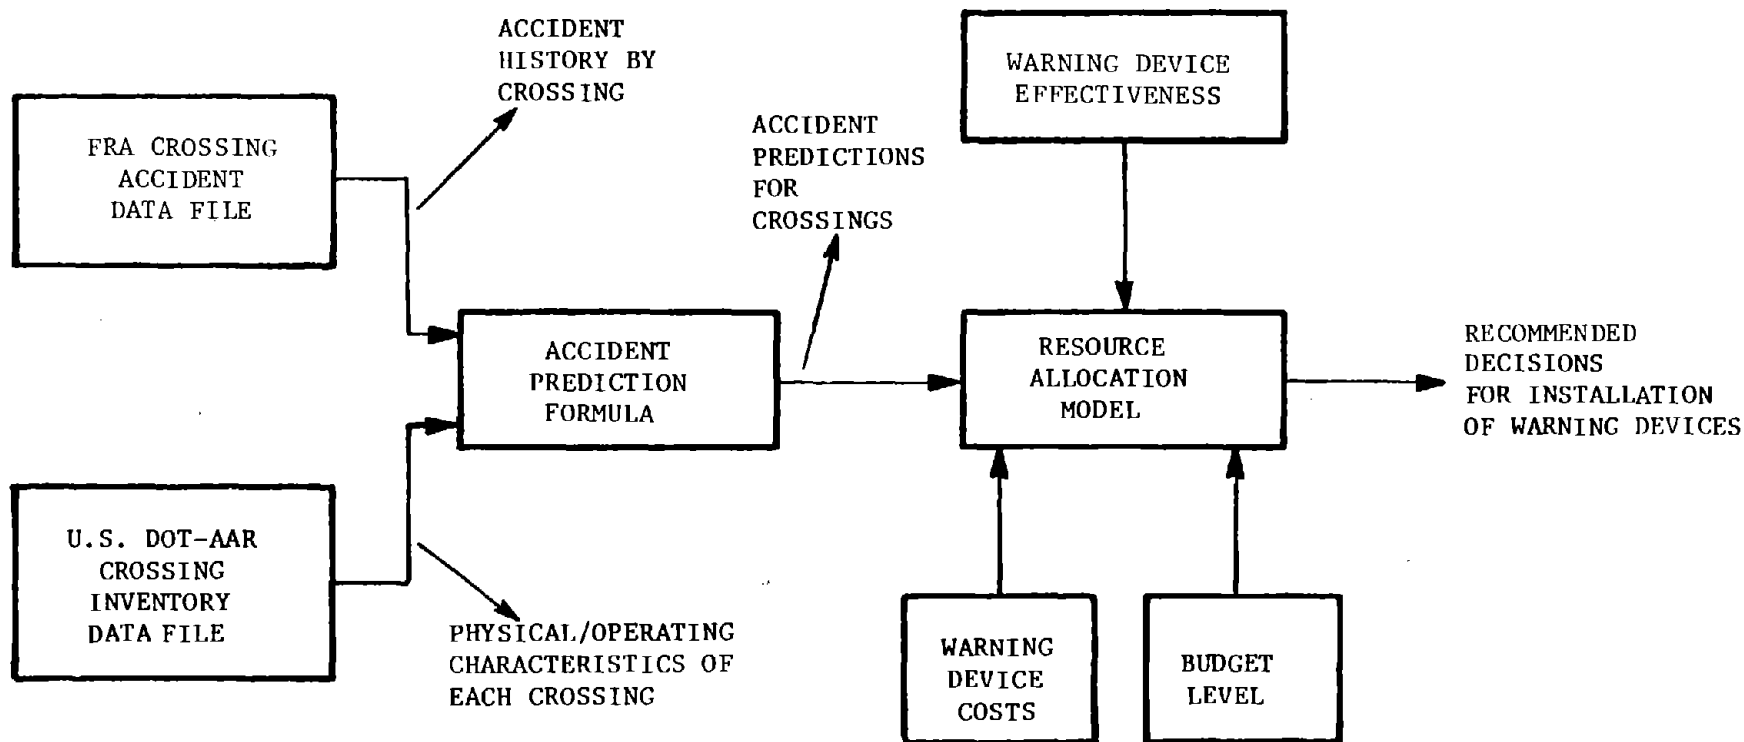 ACCIDENT
HISTORY BY
CROSSING
WARNING DEVICE
EFFECTIVENESS
FRA CROSSING
ACCIDENT
DATA FILE
ACCIDENT
PREDICTIONS
FOR
CROSSINGS
ACCIDENT
PREDICTION
FORMULA
RESOURCE
ALLOCATION
MODEL
RECOMMENDED
DECISIONS
FOR INSTALLATION
OF WARNING DEVICES
U.S. DOT-AAR
CROSSING
INVENTORY
DATA FILE
PHYSICAL/OPERATING
CHARACTERISTICS OF
EACH CROSSING
WARNING
DEVICE
COSTS
BUDGET
LEVEL